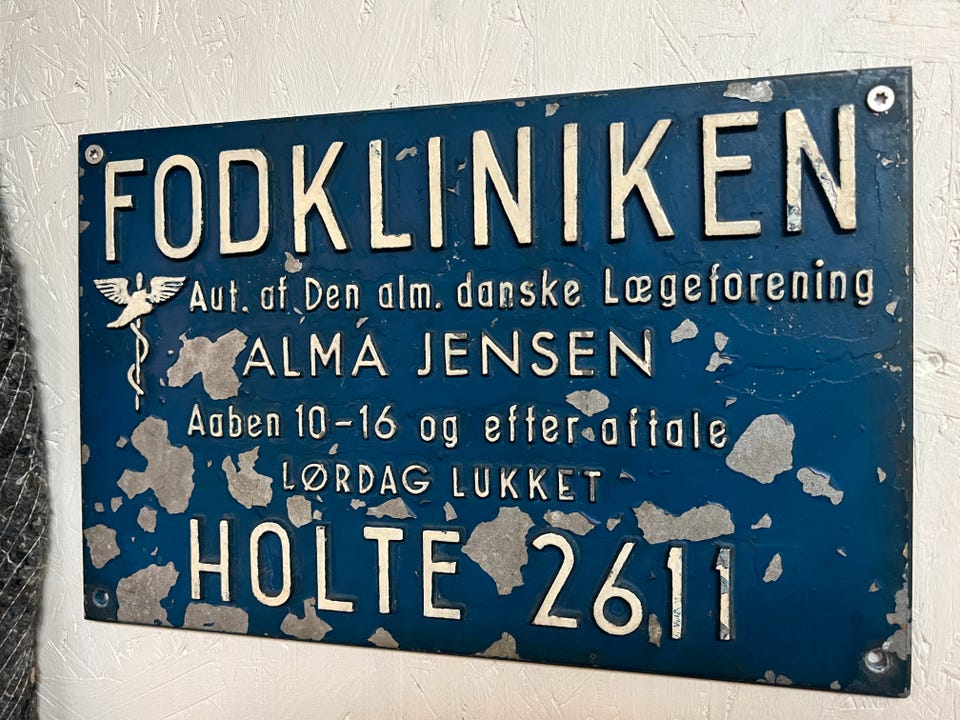 FODKLINIKEN
Aut. af Den alm. danske Lægeforening
ALMA JENSEN
Aaben 10-16 og efter aftale
LØRDAG LUKKET
HOLTE 2611